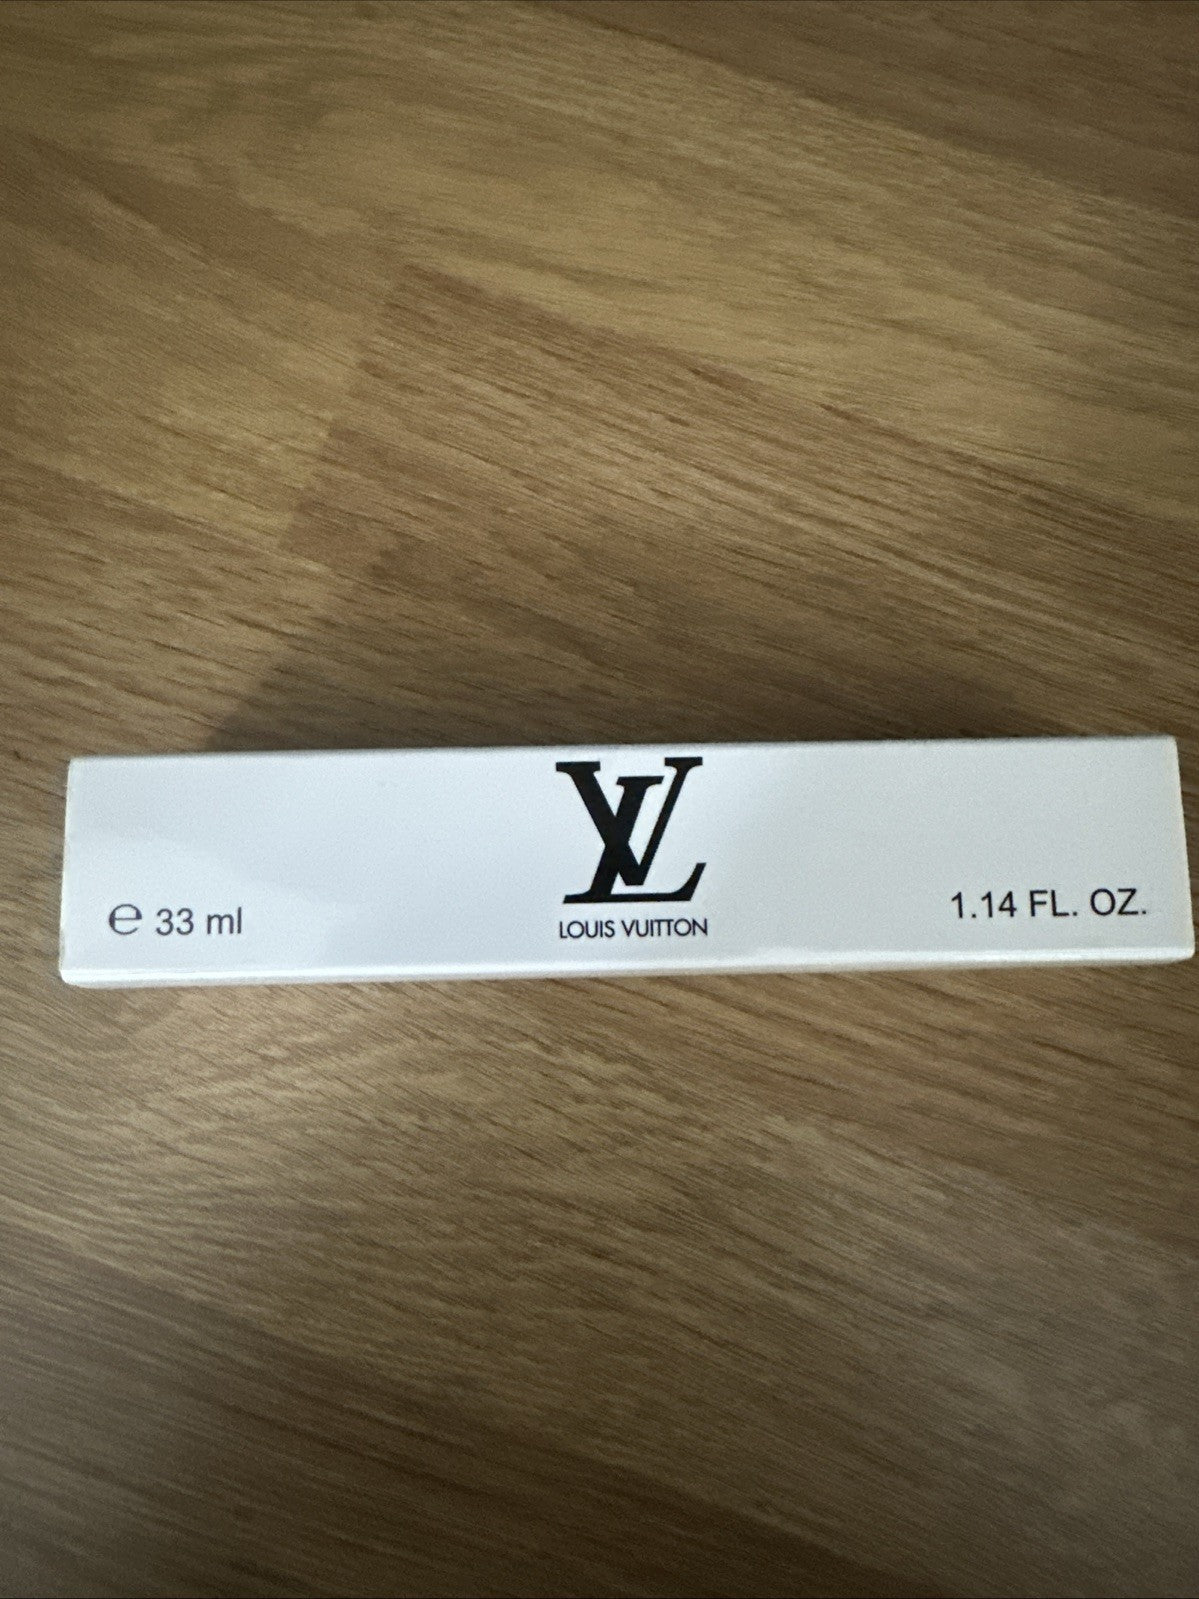 LV
LOUIS VUITTON
℮ 33 ml
1.14 FL. OZ.